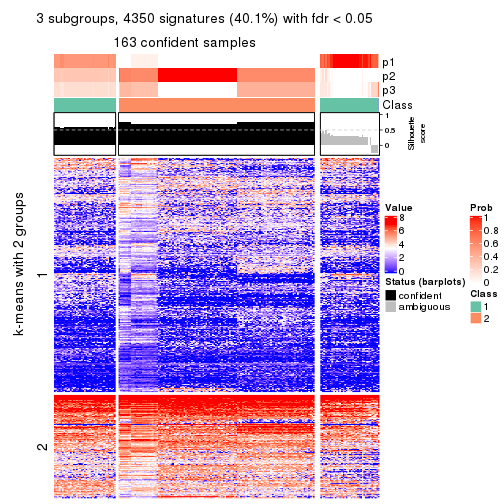 3 subgroups, 4350 signatures (40.1%) with fdr < 0.05
163 confident samples
p1
p2
p3
Class
1
0.5
0
Silhouette
score
k-means with 2 groups
1
2
Value
8
6
4
2
0
Status (barplots)
confident
ambiguous
Prob
1
0.8
0.6
0.4
0.2
0
Class
1
2